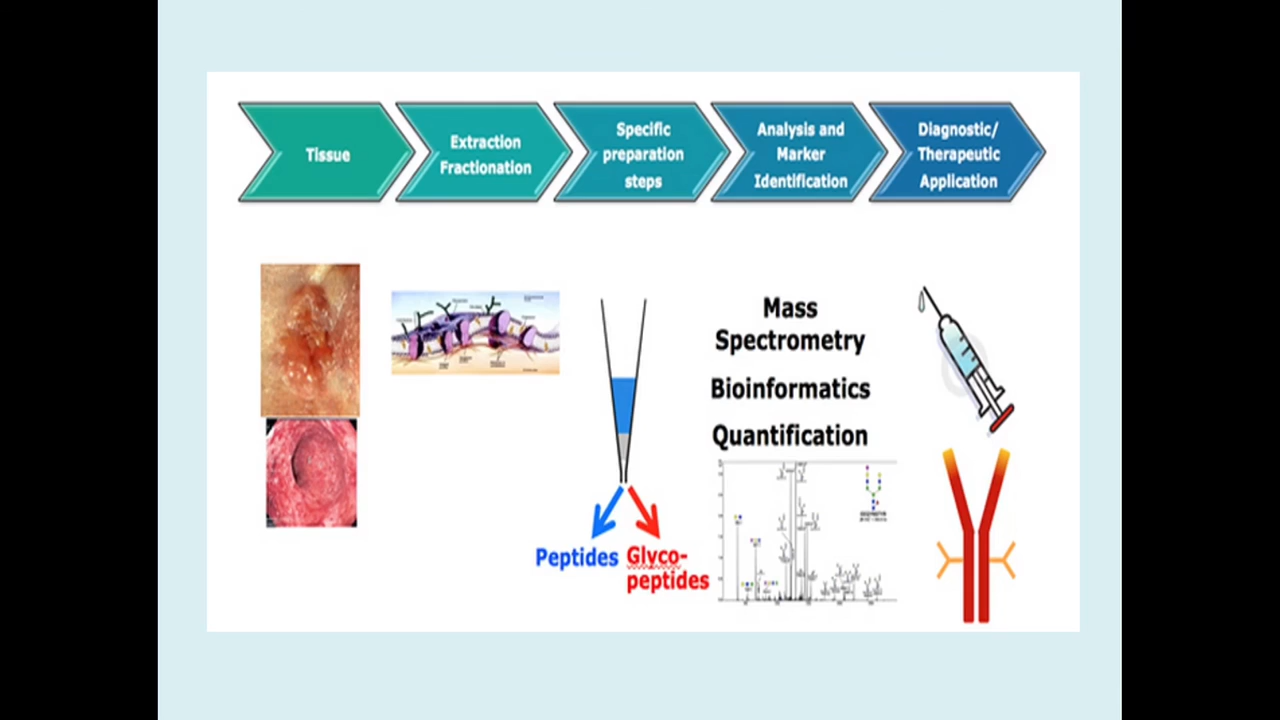 Tissue
Extraction
Fractionation
Specific
preparation
steps
Analysis and
Marker
Identification
Diagnostic/
Therapeutic
Application
Mass
Spectrometry
Bioinformatics
Quantification
Peptides
Glyco-
peptides